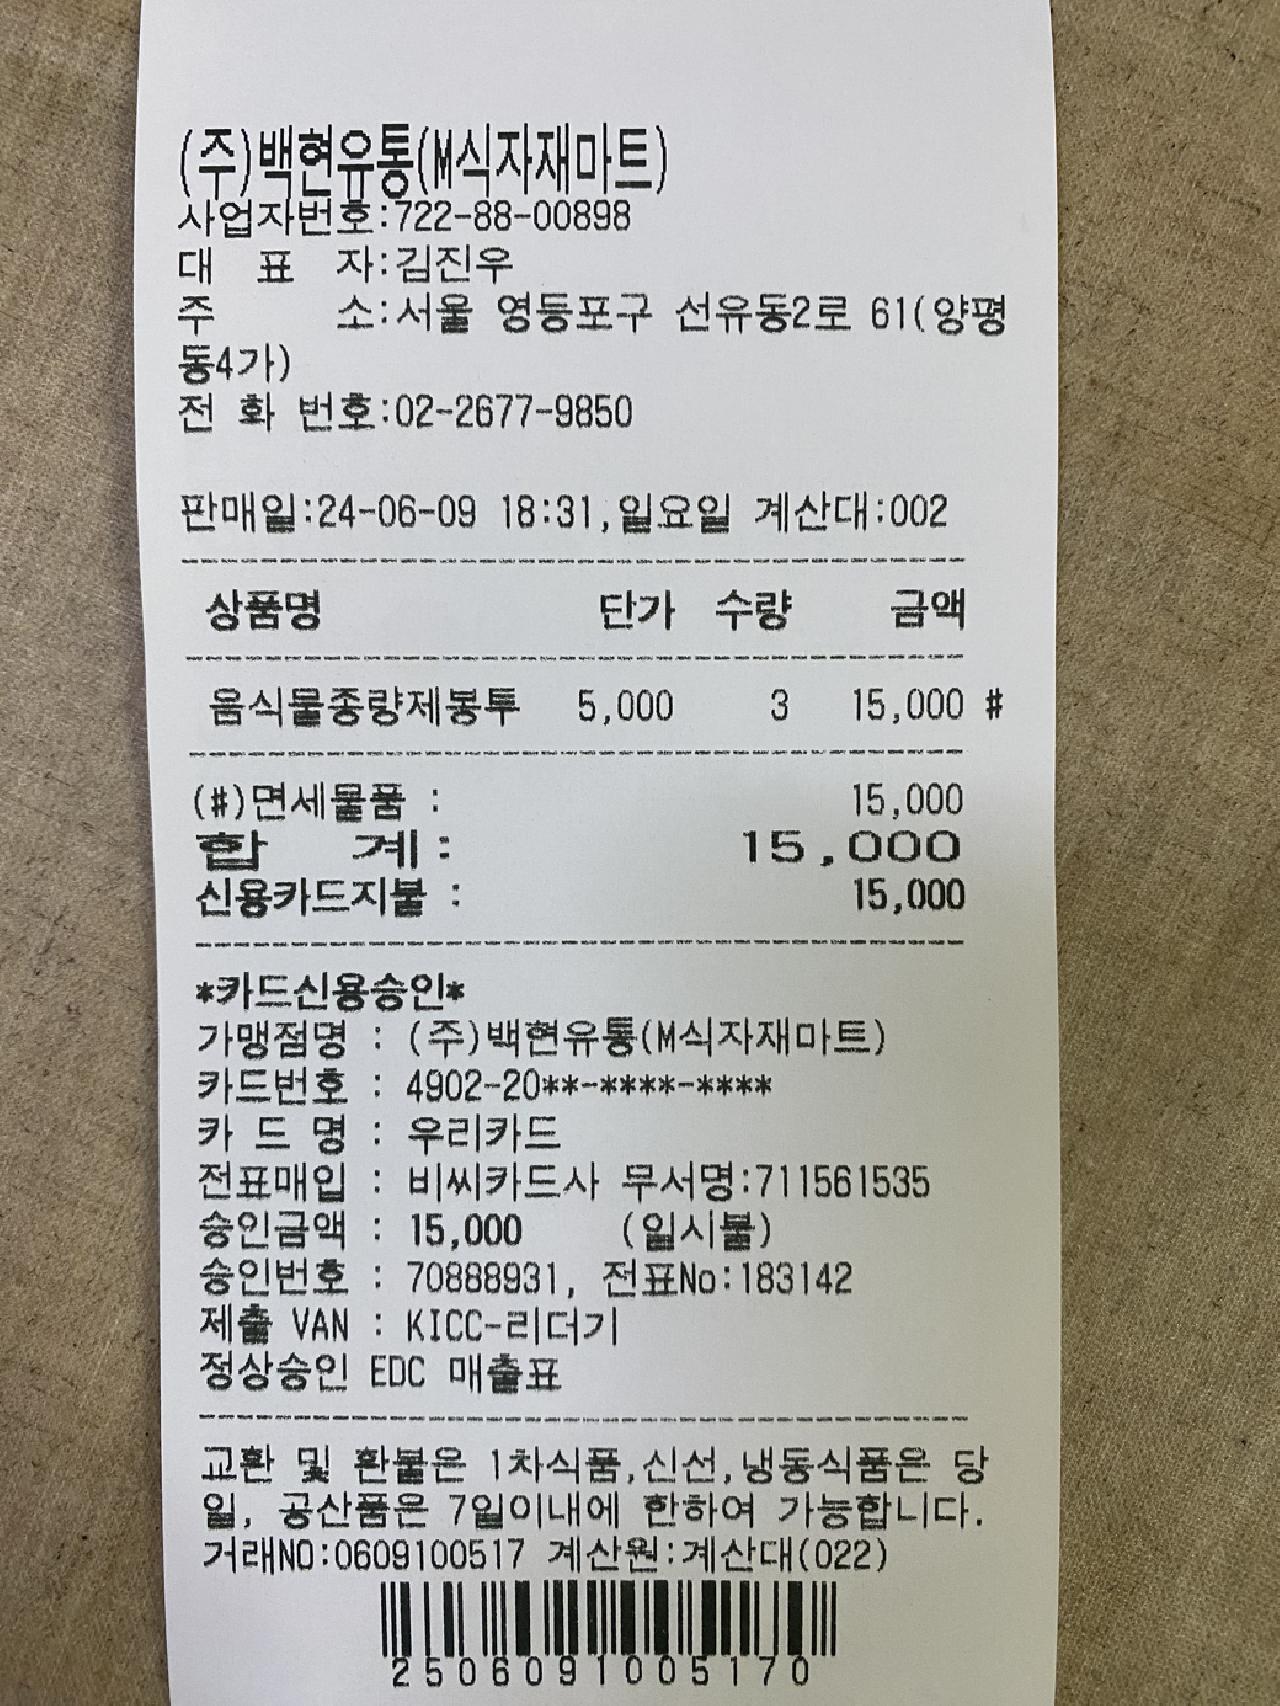 (주)백현유통(M식자재마트)
사업자번호:722-88-00898
대 표 자:김진우
주 소:서울 영등포구 선유동2로 61(양평
동4가)
전 화 번호:02-2677-9850
판매일:24-06-09 18:31,일요일 계산대:002
상품명 단가 수량 금액
음식물종량제봉투 5,000 3 15,000 #
(#)면세물품 : 15,000
합 계: 15,000
신용카드지불 : 15,000
*카드신용승인*
가맹점명 : (주)백현유통(M식자재마트)
카드번호 : 4902-20**-****-****
카 드 명 : 우리카드
전표매입 : 비씨카드사 무서명:711561535
승인금액 : 15,000 (일시불)
승인번호 : 70888931, 전표No:183142
제출 VAN : KICC-리더기
정상승인 EDC 매출표
교환 및 환불은 1차식품,신선,냉동식품은 당
일, 공산품은 7일이내에 한하여 가능합니다.
거래NO:0609100517 계산원:계산대(022)
2506091005170